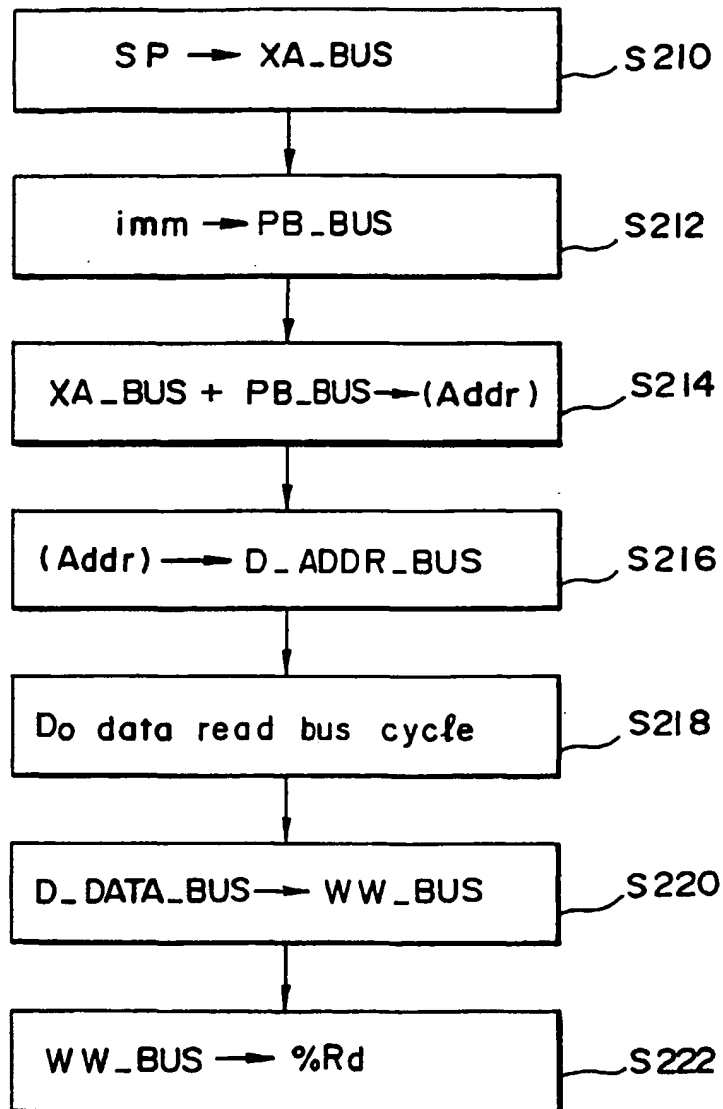 SP → XA_BUS S210
imm → PB_BUS S212
XA_BUS + PB_BUS → (Addr) S214
(Addr) → D_ADDR_BUS S216
Do data read bus cycle S218
D_DATA_BUS → WW_BUS S220
WW_BUS → %Rd S222